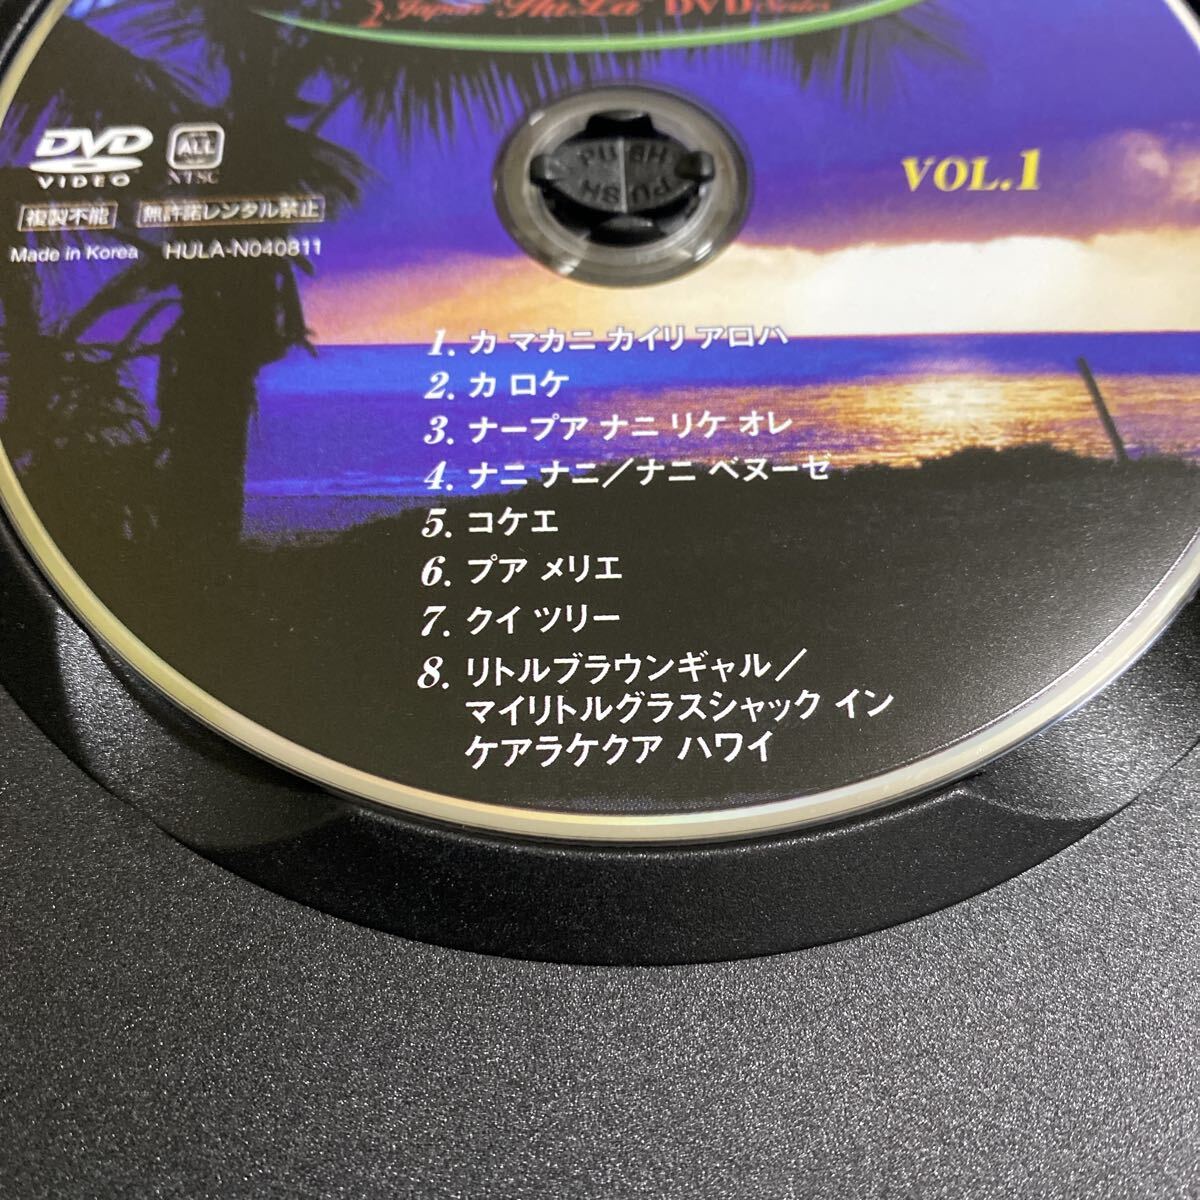 Japan HuLa DVD Series
DVD
VIDEO
ALL
NTSC
複製不能 無許諾レンタル禁止
Made in Korea HULA-N040811
PUSH
PUSH
VOL.1
1. カ マカニ カイリ アロハ
2. カ ロケ
3. ナープア ナニ リケ オレ
4. ナニ ナニ／ナニ ベヌーゼ
5. コケエ
6. プア メリエ
7. クイ ツリー
8. リトルブラウンギャル／
マイリトルグラスシャック イン
ケアラケクア ハワイ